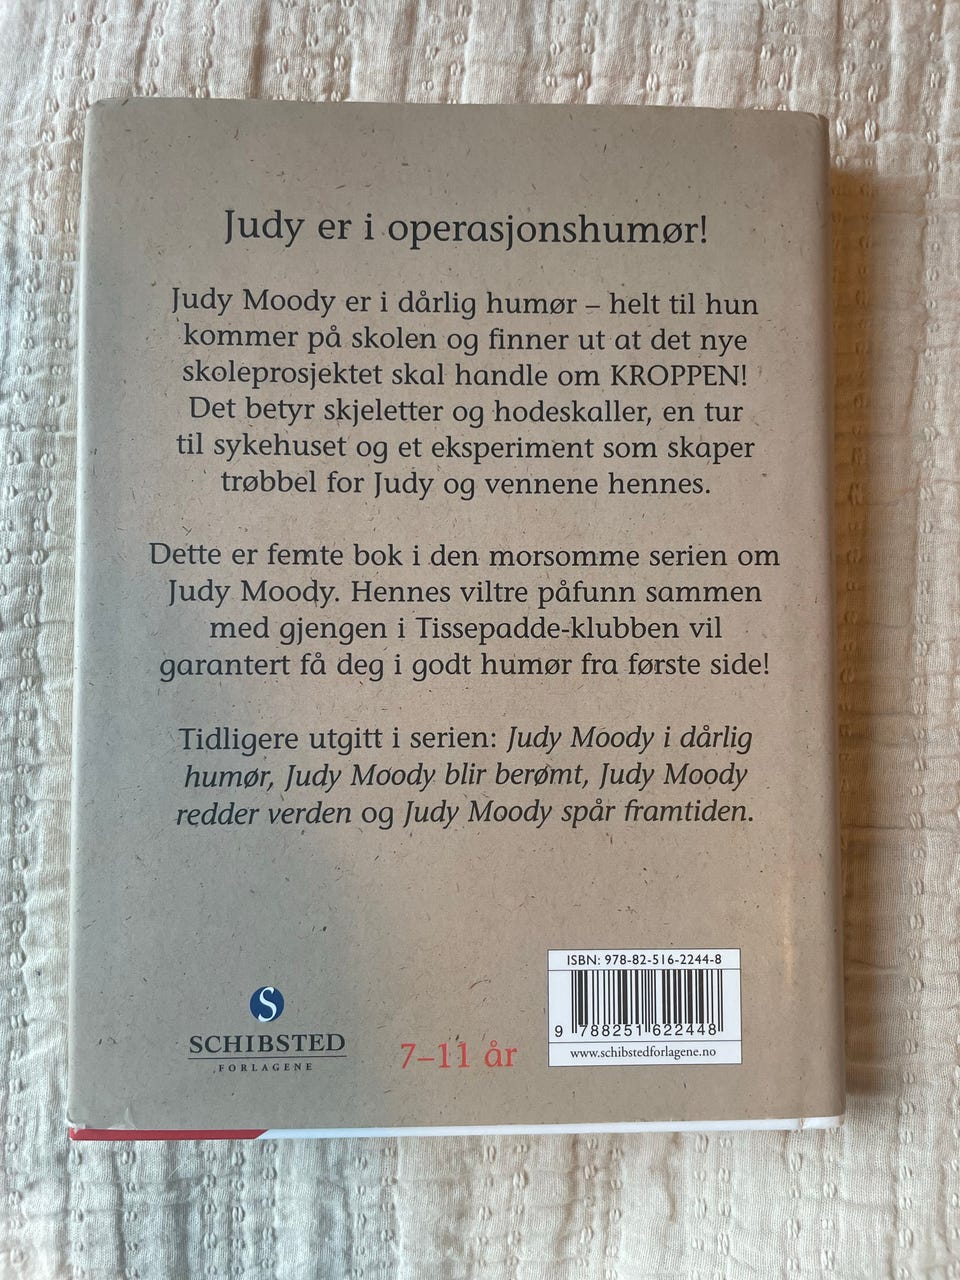 Judy er i operasjonshumør!
Judy Moody er i dårlig humør – helt til hun
kommer på skolen og finner ut at det nye
skoleprosjektet skal handle om KROPPEN!
Det betyr skjeletter og hodeskaller, en tur
til sykehuset og et eksperiment som skaper
trøbbel for Judy og vennene hennes.
Dette er femte bok i den morsomme serien om
Judy Moody. Hennes viltre påfunn sammen
med gjengen i Tissepadde-klubben vil
garantert få deg i godt humør fra første side!
Tidligere utgitt i serien: Judy Moody i dårlig
humør, Judy Moody blir berømt, Judy Moody
redder verden og Judy Moody spår framtiden.
S
SCHIBSTED
FORLAGENE
7–11 år
ISBN: 978-82-516-2244-8
9 788251 622448
www.schibstedforlagene.no